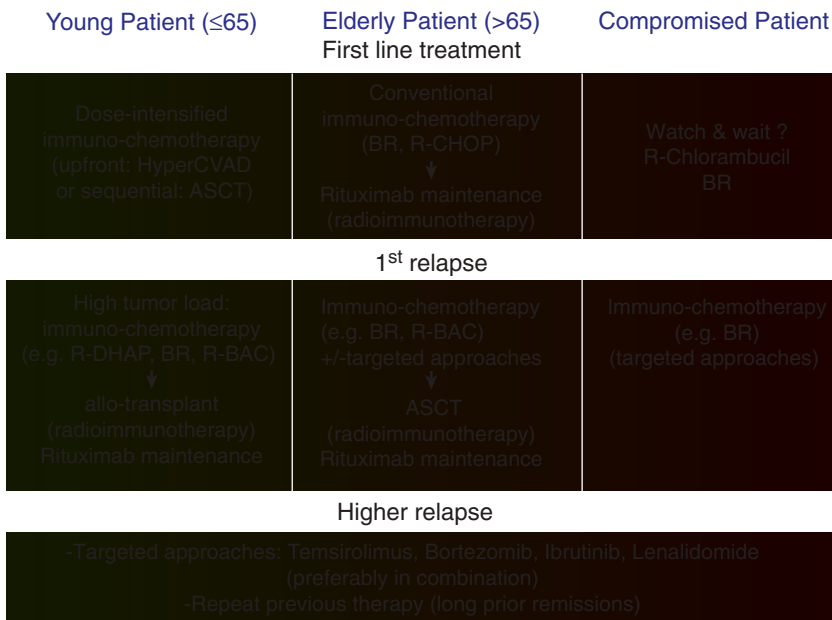 Young Patient (≤65) Elderly Patient (>65) Compromised Patient
First line treatment
Dose-intensified
immuno-chemotherapy
(upfront: HyperCVAD
or sequential: ASCT)
Conventional
immuno-chemotherapy
(BR, R-CHOP)
Rituximab maintenance
(radioimmunotherapy)
Watch & wait ?
R-Chlorambucil
BR
1st relapse
High tumor load:
immuno-chemotherapy
(e.g. R-DHAP, BR, R-BAC)
allo-transplant
(radioimmunotherapy)
Rituximab maintenance
Immuno-chemotherapy
(e.g. BR, R-BAC)
+/-targeted approaches
ASCT
(radioimmunotherapy)
Rituximab maintenance
Immuno-chemotherapy
(e.g. BR)
(targeted approaches)
Higher relapse
-Targeted approaches: Temsirolimus, Bortezomib, Ibrutinib, Lenalidomide
(preferably in combination)
-Repeat previous therapy (long prior remissions)